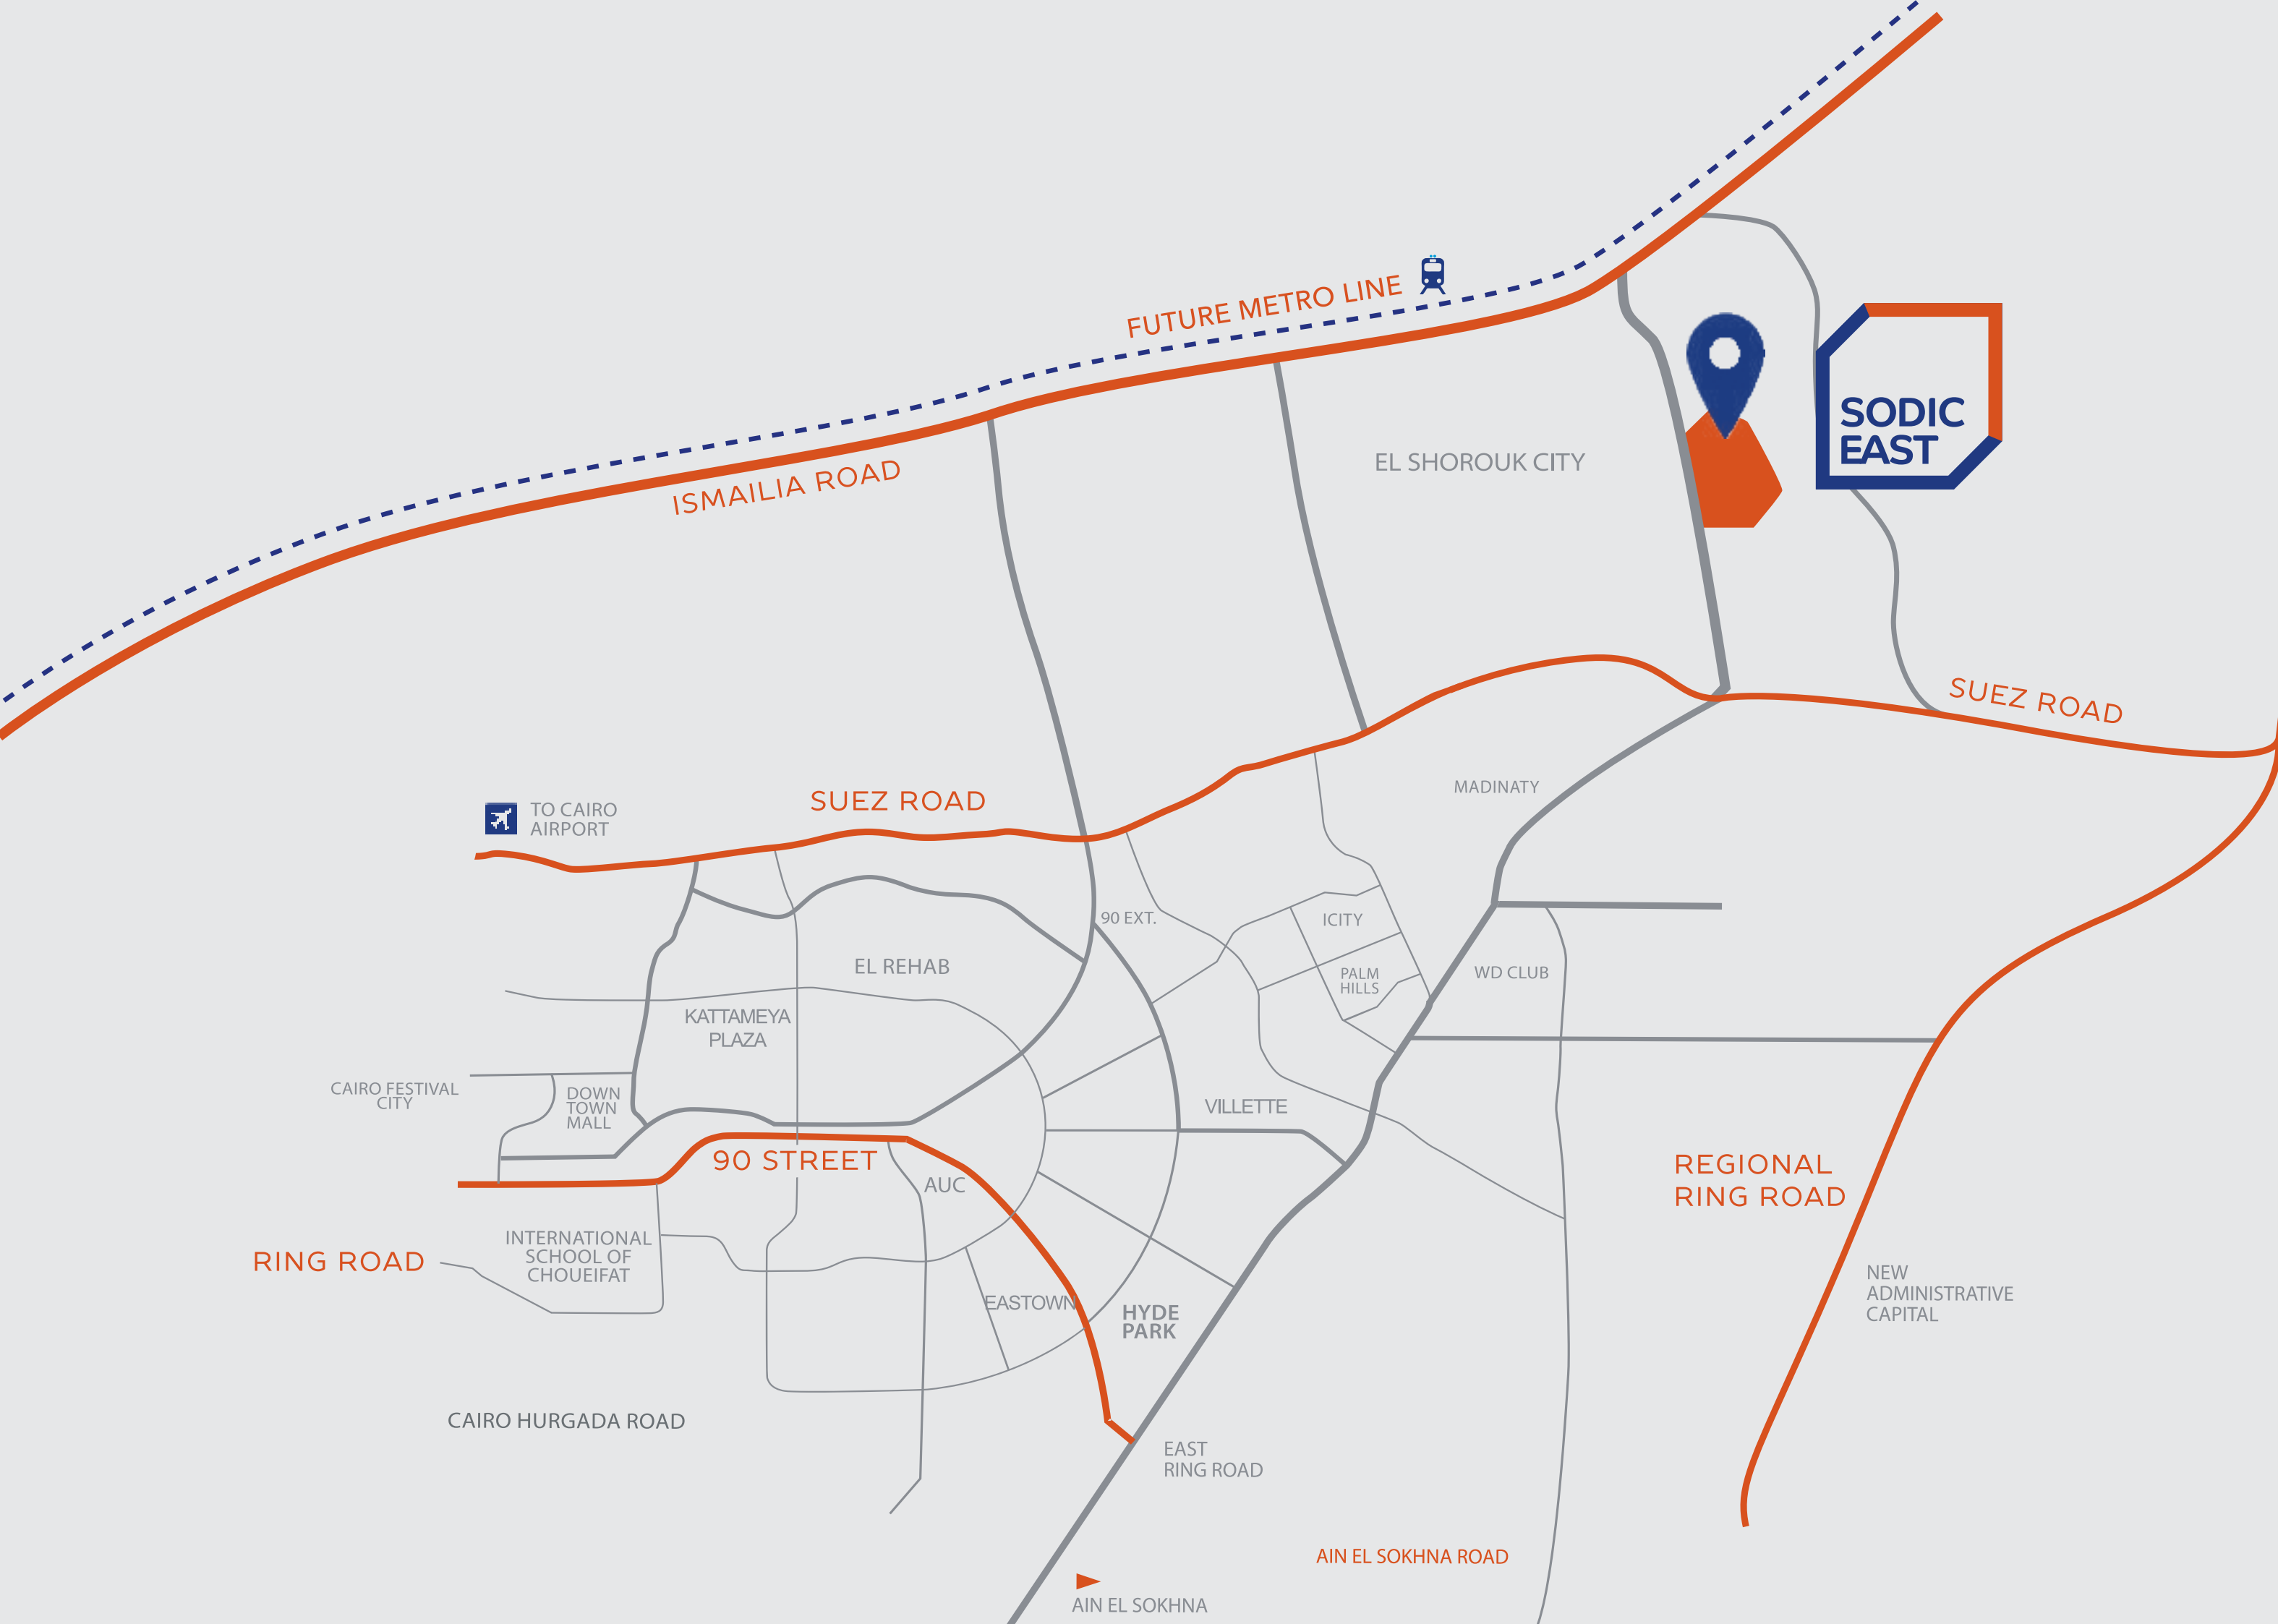 FUTURE METRO LINE
ISMAILIA ROAD
SODIC
EAST
EL SHOROUK CITY
SUEZ ROAD
MADINATY
SUEZ ROAD
TO CAIRO
AIRPORT
90 EXT.
ICITY
EL REHAB
PALM
HILLS
WD CLUB
KATTAMEYA
PLAZA
CAIRO FESTIVAL
CITY
DOWN
TOWN
MALL
VILLETTE
90 STREET
AUC
REGIONAL
RING ROAD
INTERNATIONAL
SCHOOL OF
CHOUEIFAT
RING ROAD
EASTOWN
HYDE
PARK
NEW
ADMINISTRATIVE
CAPITAL
CAIRO HURGADA ROAD
EAST
RING ROAD
AIN EL SOKHNA ROAD
AIN EL SOKHNA